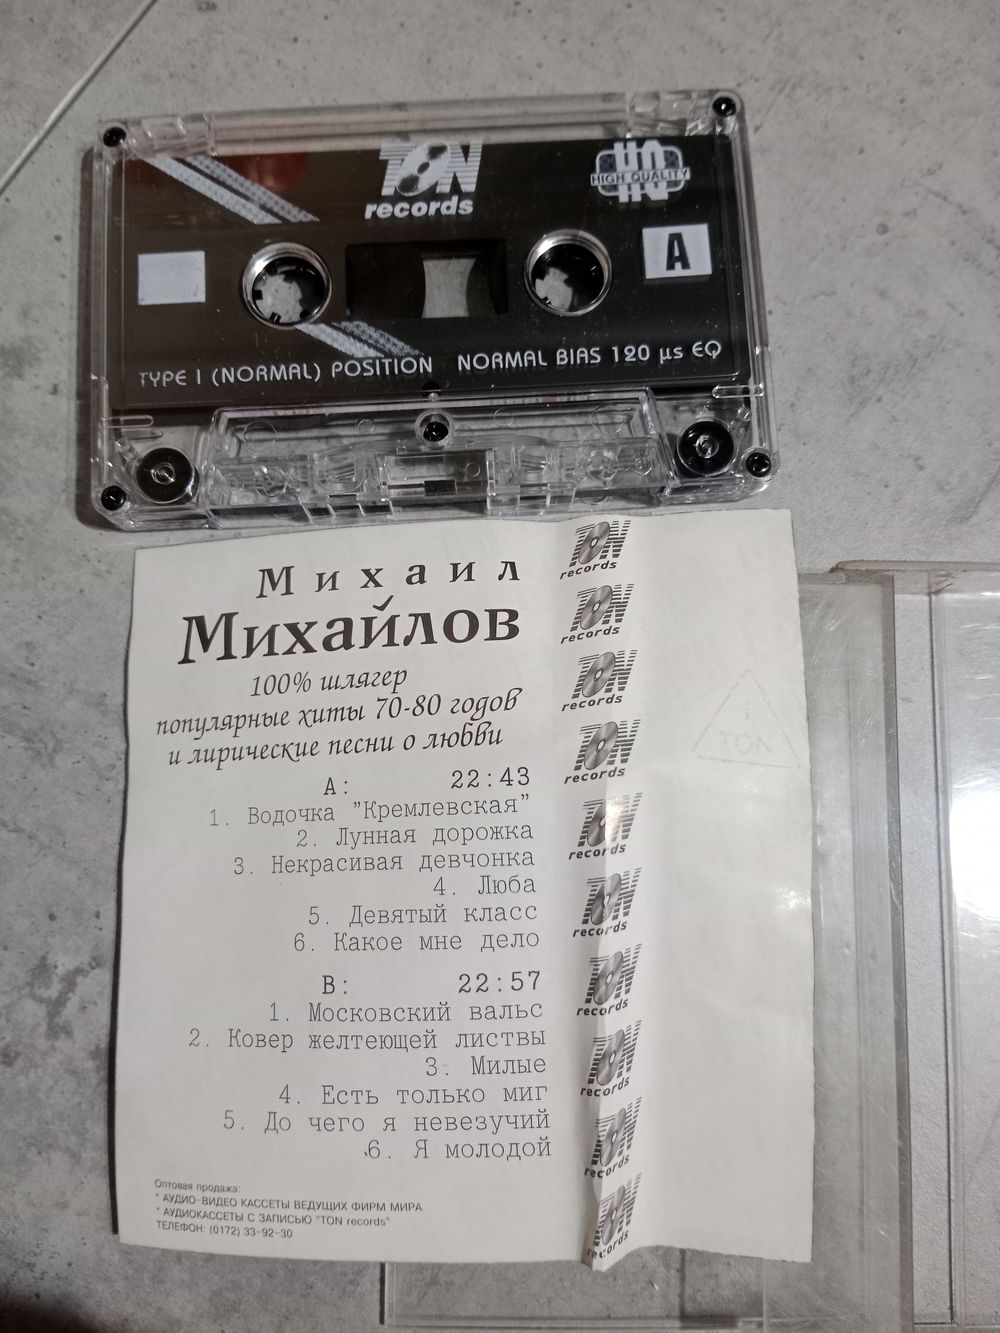 TON
records
HIGH QUALITY
A
TYPE I (NORMAL) POSITION NORMAL BIAS 120 µs EQ
Михаил
Михайлов
100% шлягер
популярные хиты 70-80 годов
и лирические песни о любви
A: 22:43
1. Водочка "Кремлевская"
2. Лунная дорожка
3. Некрасивая девчонка
4. Люба
5. Девятый класс
6. Какое мне дело
B: 22:57
1. Московский вальс
2. Ковер желтеющей листвы
3. Милые
4. Есть только миг
5. До чего я невезучий
6. Я молодой
Оптовая продажа:
* АУДИО-ВИДЕО КАССЕТЫ ВЕДУЩИХ ФИРМ МИРА
* АУДИОКАССЕТЫ С ЗАПИСЬЮ "TON records"
ТЕЛЕФОН: (0172) 33-92-30
TON
records
TON
records
TON
records
TON
records
TON
records
TON
records
TON
records
TON
records
TON
records
TON
records